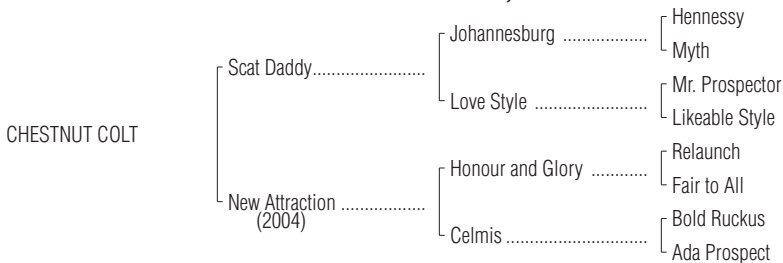 Hennessy
Johannesburg ..................
Myth
Scat Daddy........................
Mr. Prospector
Love Style ........................
Likeable Style
CHESTNUT COLT
Relaunch
Honour and Glory ............
Fair to All
New Attraction ..................
(2004)
Bold Ruckus
Celmis ..............................
Ada Prospect